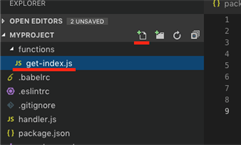 EXPLORER
pack
OPEN EDITORS 2 UNSAVED
MYPROJECT
functions
JS get-index.js
.babelrc
.eslintrc
.gitignore
JS handler.js
package.json
1
2
3
4
5
6
7
8
9